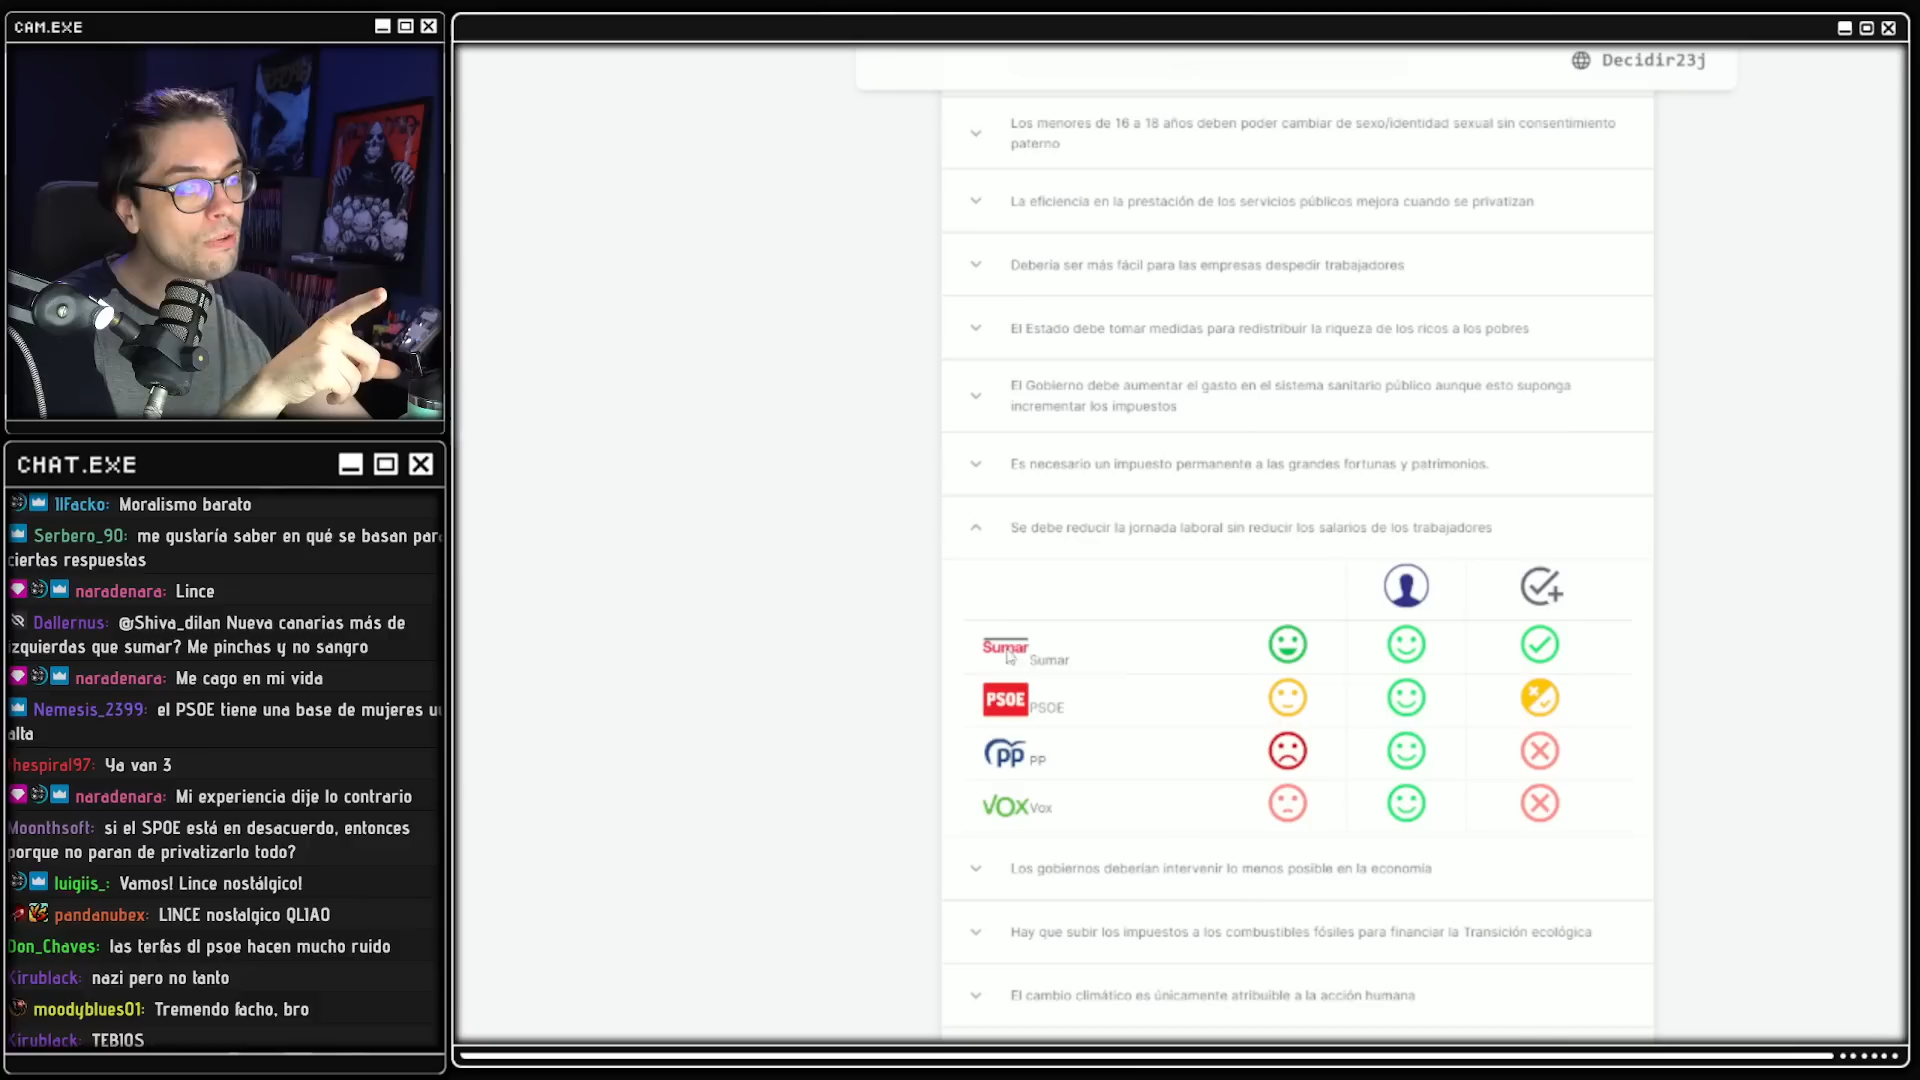 CAM.EXE
CHAT.EXE
11Facko: Moralismo barato
Serbero_90: me gustaría saber en qué se basan para
ciertas respuestas
naradenara: Lince
Dallernus: @Shiva_dilan Nueva canarias más de
izquierdas que sumar? Me pinchas y no sangro
naradenara: Me cago en mi vida
Nemesis_2399: el PSOE tiene una base de mujeres
alta
thespiral97: Ya van 3
naradenara: Mi experiencia dije lo contrario
Moonthsoft: si el SPOE está en desacuerdo, entonces
porque no paran de privatizarlo todo?
luigiis_: Vamos! Lince nostálgico!
pandanubex: LINCE nostalgico QLIAO
Don_Chaves: las terfas dl psoe hacen mucho ruido
Kirublack: nazi pero no tanto
moodyblues01: Tremendo facho, bro
Kirublack: TEBIOS
Decidir23j
Los menores de 16 a 18 años deben poder cambiar de sexo/identidad sexual sin consentimiento
paterno
La eficiencia en la prestación de los servicios públicos mejora cuando se privatizan
Debería ser más fácil para las empresas despedir trabajadores
El Estado debe tomar medidas para redistribuir la riqueza de los ricos a los pobres
El Gobierno debe aumentar el gasto en el sistema sanitario público aunque esto suponga
incrementar los impuestos
Es necesario un impuesto permanente a las grandes fortunas y patrimonios.
Se debe reducir la jornada laboral sin reducir los salarios de los trabajadores
Sumar Sumar
PSOE PSOE
PP PP
VOX Vox
Los gobiernos deberían intervenir lo menos posible en la economía
Hay que subir los impuestos a los combustibles fósiles para financiar la Transición ecológica
El cambio climático es únicamente atribuible a la acción humana